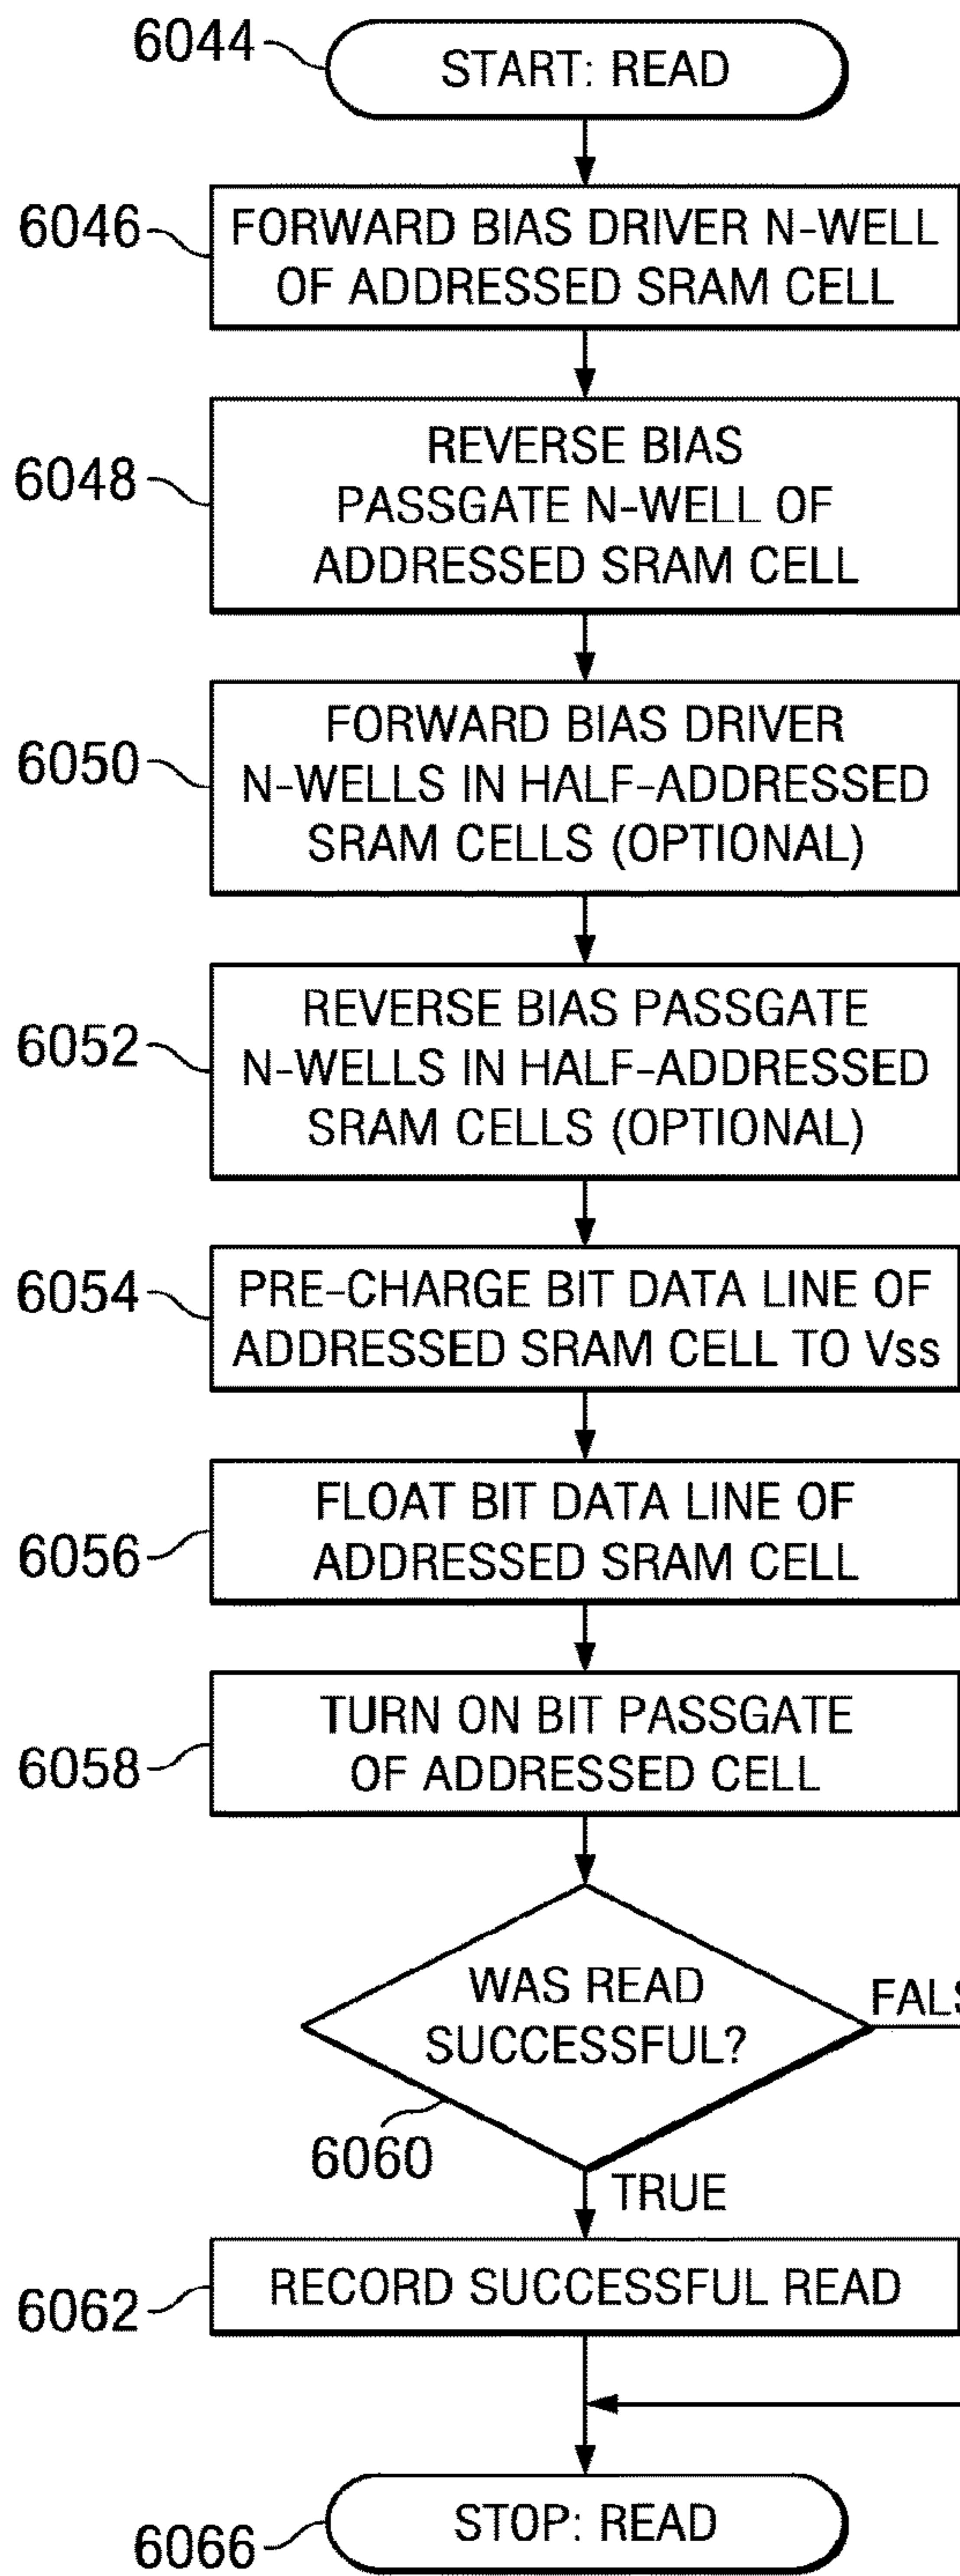 6044
START: READ
6046
FORWARD BIAS DRIVER N-WELL
OF ADDRESSED SRAM CELL
6048
REVERSE BIAS
PASSGATE N-WELL OF
ADDRESSED SRAM CELL
6050
FORWARD BIAS DRIVER
N-WELLS IN HALF-ADDRESSED
SRAM CELLS (OPTIONAL)
6052
REVERSE BIAS PASSGATE
N-WELLS IN HALF-ADDRESSED
SRAM CELLS (OPTIONAL)
6054
PRE-CHARGE BIT DATA LINE OF
ADDRESSED SRAM CELL TO Vss
6056
FLOAT BIT DATA LINE OF
ADDRESSED SRAM CELL
6058
TURN ON BIT PASSGATE
OF ADDRESSED CELL
WAS READ
SUCCESSFUL?
6060
TRUE
6062
RECORD SUCCESSFUL READ
6066
STOP: READ